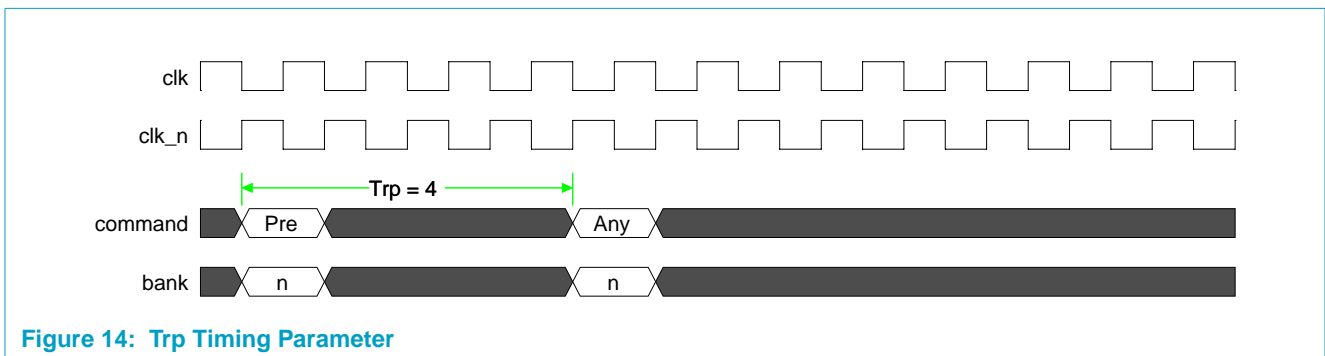 clk
clk_n
Trp = 4
command Pre Any
bank n n
Figure 14: Trp Timing Parameter